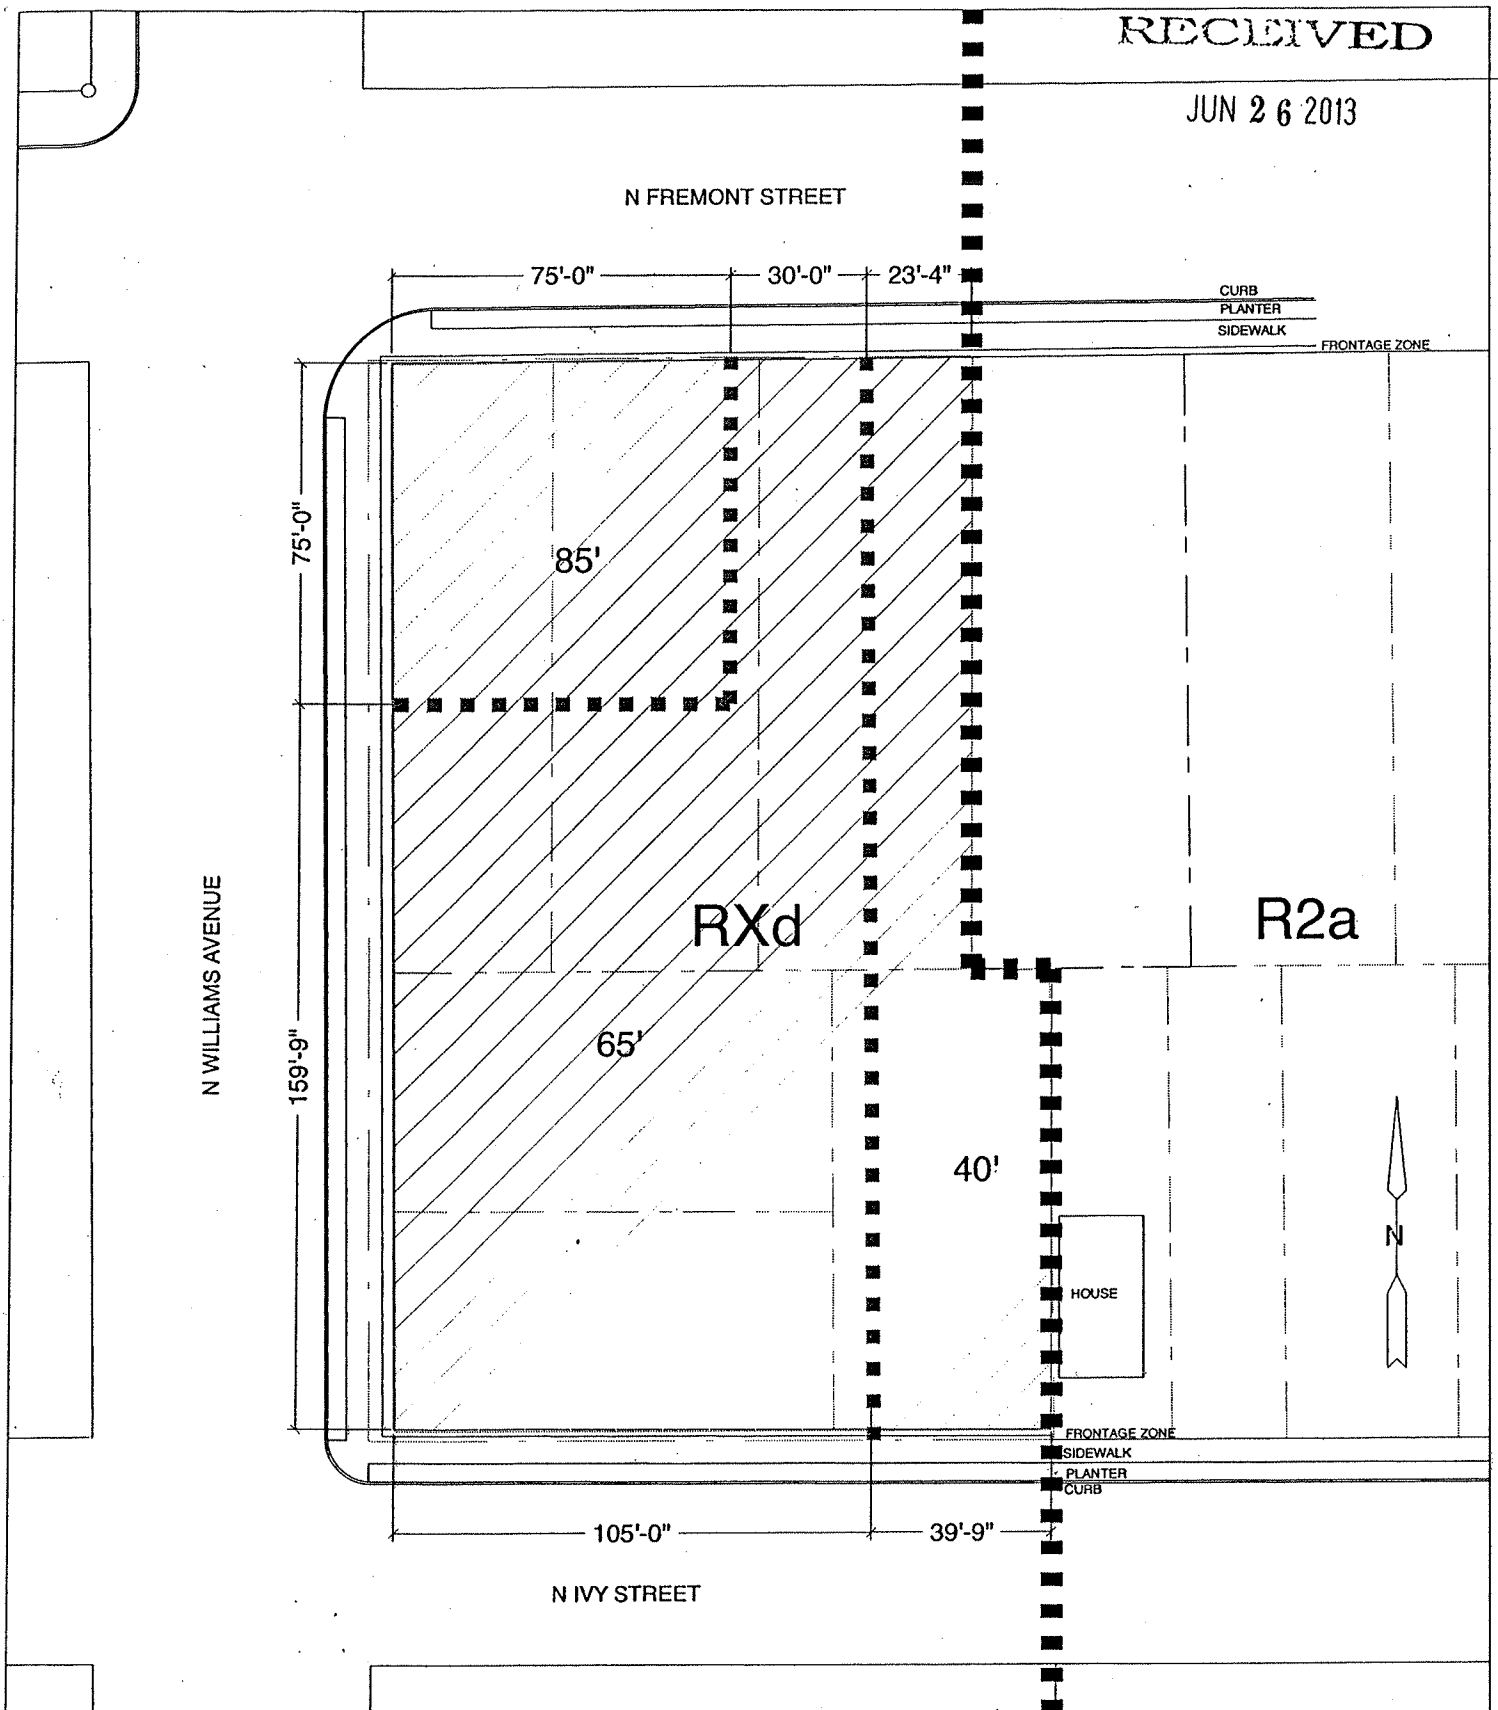 RECEIVED
JUN 26 2013
N FREMONT STREET
75'-0" 30'-0" 23'-4"
CURB
PLANTER
SIDEWALK
FRONTAGE ZONE
75'-0"
85'
RXd
R2a
N WILLIAMS AVENUE
159'-9"
65'
40'
N
HOUSE
FRONTAGE ZONE
SIDEWALK
PLANTER
CURB
105'-0" 39'-9"
N IVY STREET